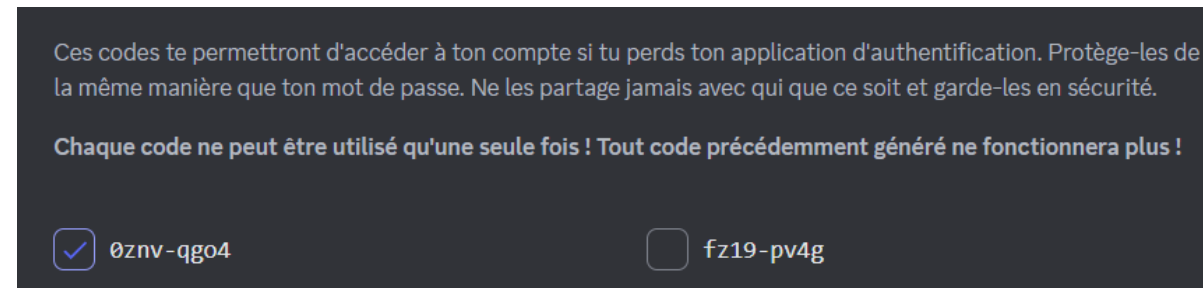 Ces codes te permettront d'accéder à ton compte si tu perds ton application d'authentification. Protège-les de
la même manière que ton mot de passe. Ne les partage jamais avec qui que ce soit et garde-les en sécurité.
Chaque code ne peut être utilisé qu'une seule fois ! Tout code précédemment généré ne fonctionnera plus !
0znv-qgo4 fz19-pv4g